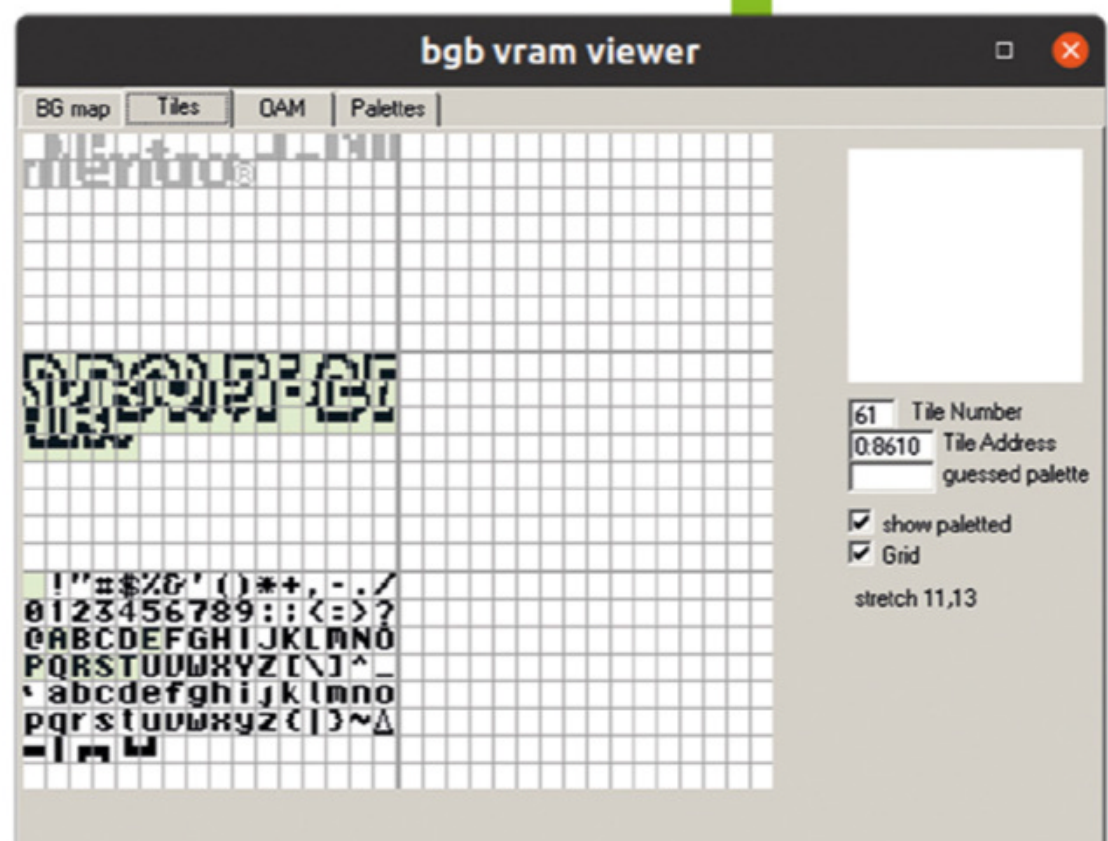 bgb vram viewer
BG map Tiles OAM Palettes
61 Tile Number
0:8610 Tile Address
guessed palette
show paletted
Grid
stretch 11,13
!"#$%&'()*+,-./
0123456789:;<=>?
@ABCDEFGHIJKLMNO
PQRSTUVWXYZ[\]^_
`abcdefghijklmno
pqrstuvwxyz{|}~△